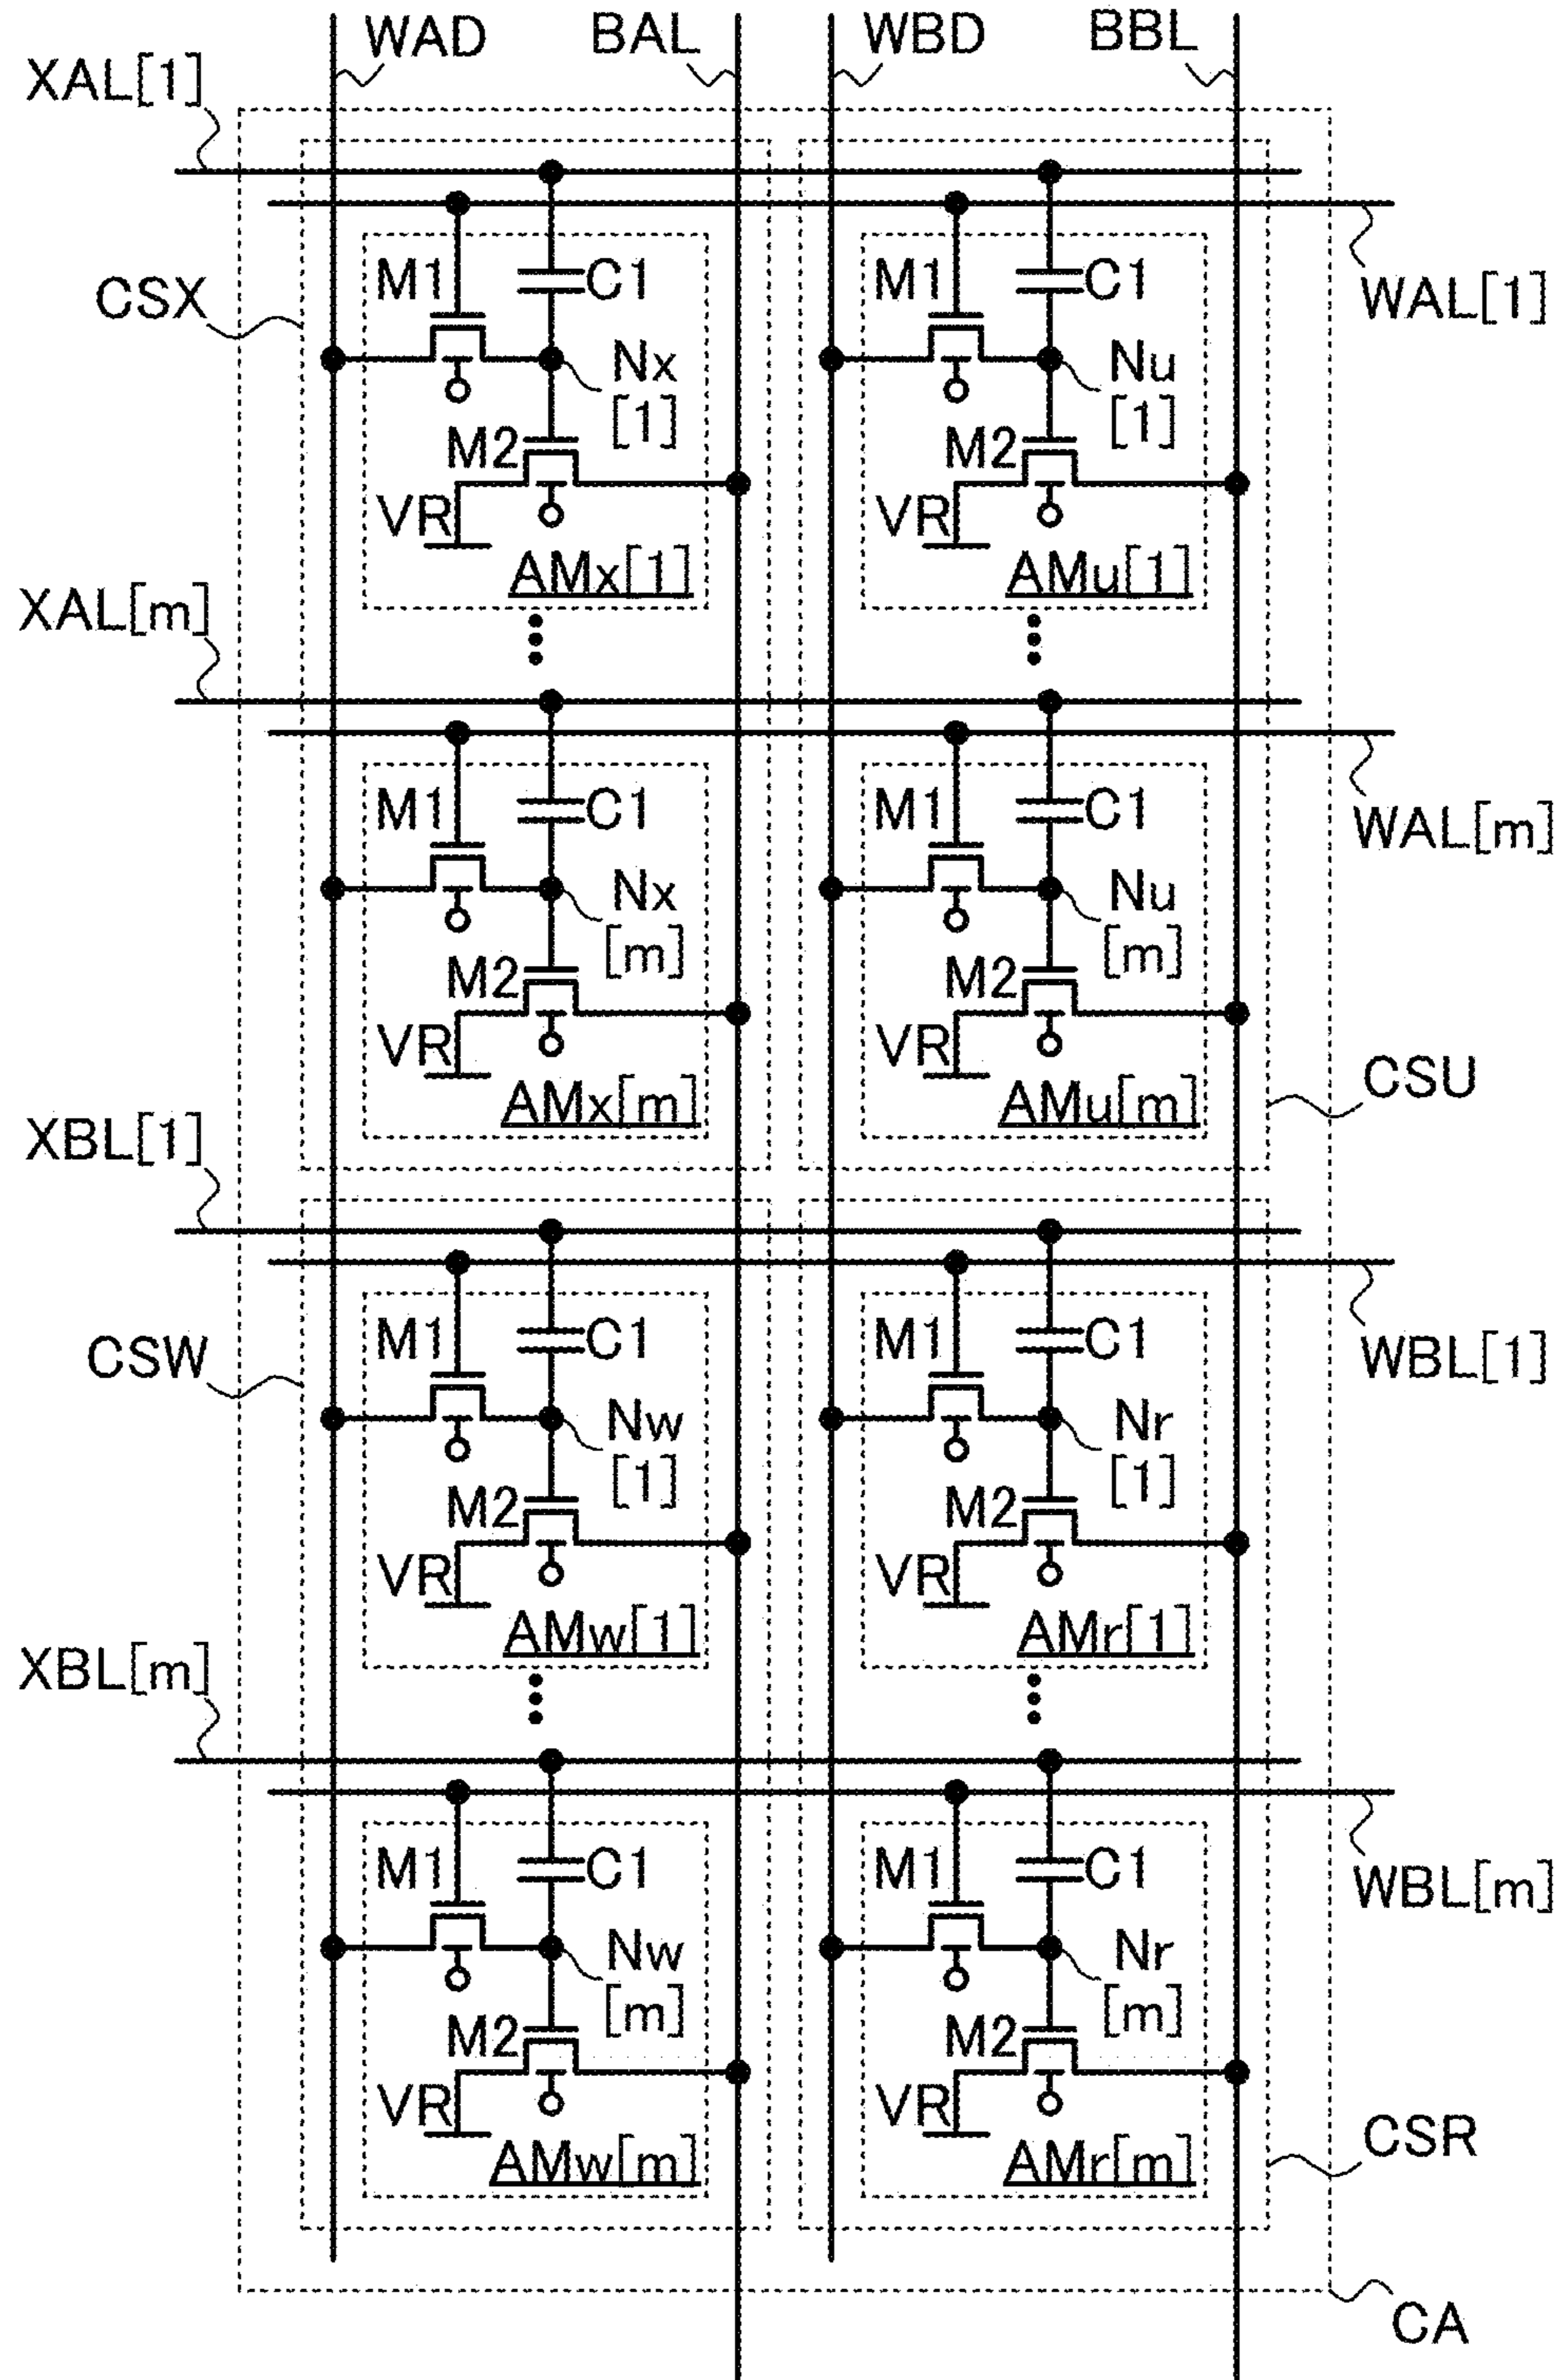 WAD BAL WBD BBL
XAL[1]
M1 C1 M1 C1
CSX WAL[1]
Nx Nu
[1] [1]
M2 M2
VR VR
AMx[1] AMu[1]
XAL[m]
M1 C1 M1 C1
WAL[m]
Nx Nu
[m] [m]
M2 M2
VR VR
CSU
AMx[m] AMu[m]
XBL[1]
M1 C1 M1 C1
CSW WBL[1]
Nw Nr
[1] [1]
M2 M2
VR VR
AMw[1] AMr[1]
XBL[m]
M1 C1 M1 C1
WBL[m]
Nw Nr
[m] [m]
M2 M2
VR VR
CSR
AMw[m] AMr[m]
CA